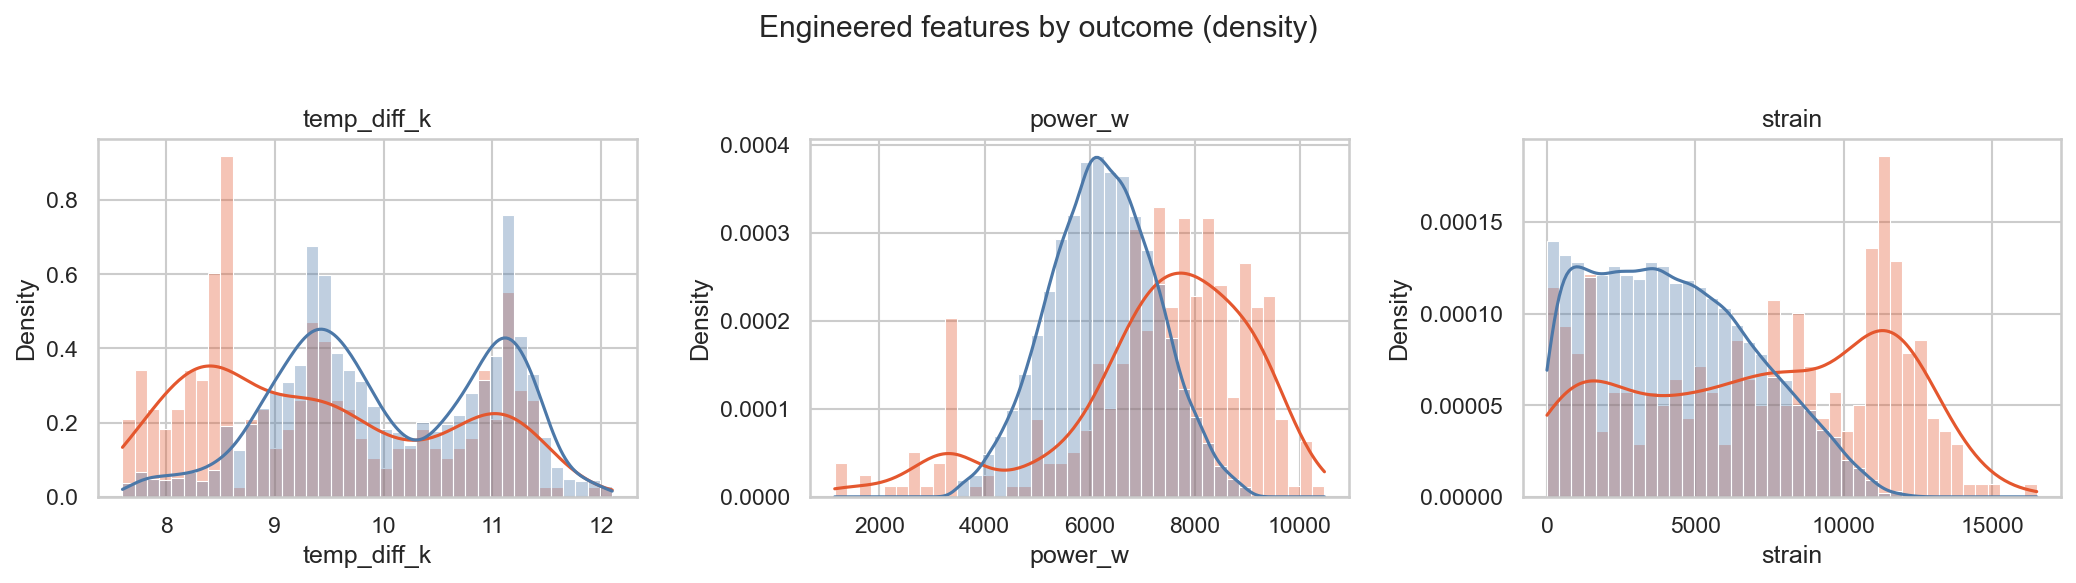 Engineered features by outcome (density)
temp_diff_k
Density
0.8
0.6
0.4
0.2
0.0
8
9
10
11
12
temp_diff_k
power_w
Density
0.0004
0.0003
0.0002
0.0001
0.0000
2000
4000
6000
8000
10000
power_w
strain
Density
0.00015
0.00010
0.00005
0.00000
0
5000
10000
15000
strain